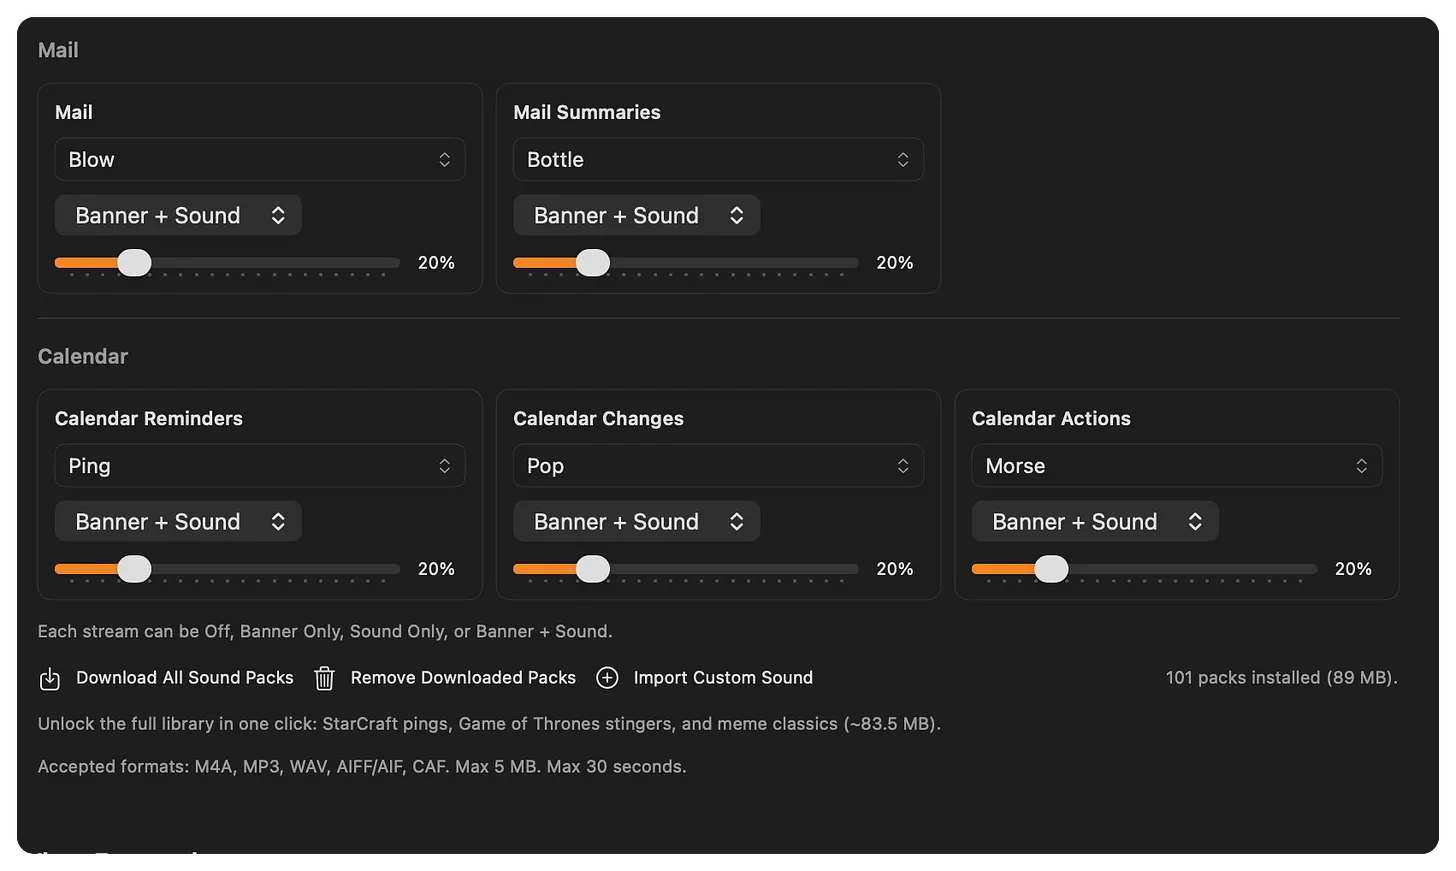 Mail
Mail
Mail Summaries
Blow
Bottle
Banner + Sound
Banner + Sound
20%
20%
Calendar
Calendar Reminders
Calendar Changes
Calendar Actions
Ping
Pop
Morse
Banner + Sound
Banner + Sound
Banner + Sound
20%
20%
20%
Each stream can be Off, Banner Only, Sound Only, or Banner + Sound.
Download All Sound Packs
Remove Downloaded Packs
Import Custom Sound
101 packs installed (89 MB).
Unlock the full library in one click: StarCraft pings, Game of Thrones stingers, and meme classics (~83.5 MB).
Accepted formats: M4A, MP3, WAV, AIFF/AIF, CAF. Max 5 MB. Max 30 seconds.